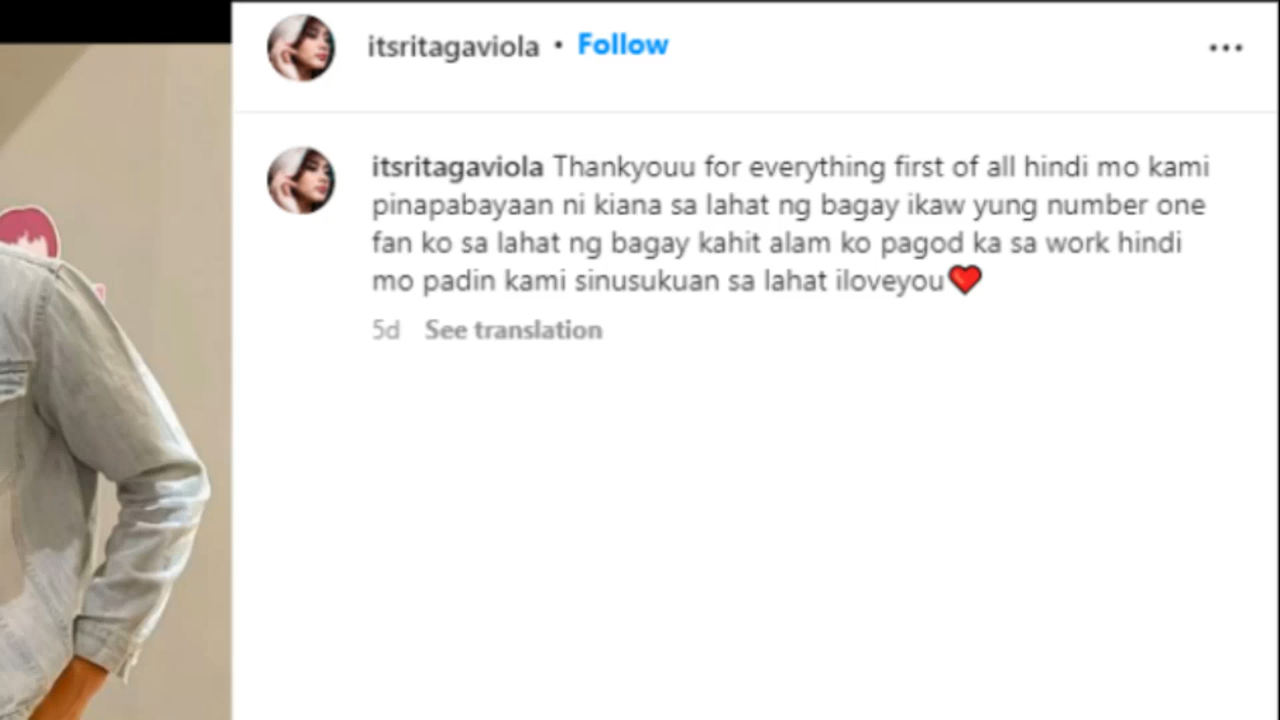 itsritagaviola • Follow
itsritagaviola Thankyouu for everything first of all hindi mo kami
pinapabayaan ni kiana sa lahat ng bagay ikaw yung number one
fan ko sa lahat ng bagay kahit alam ko pagod ka sa work hindi
mo padin kami sinusukuan sa lahat iloveyou❤️
5d See translation